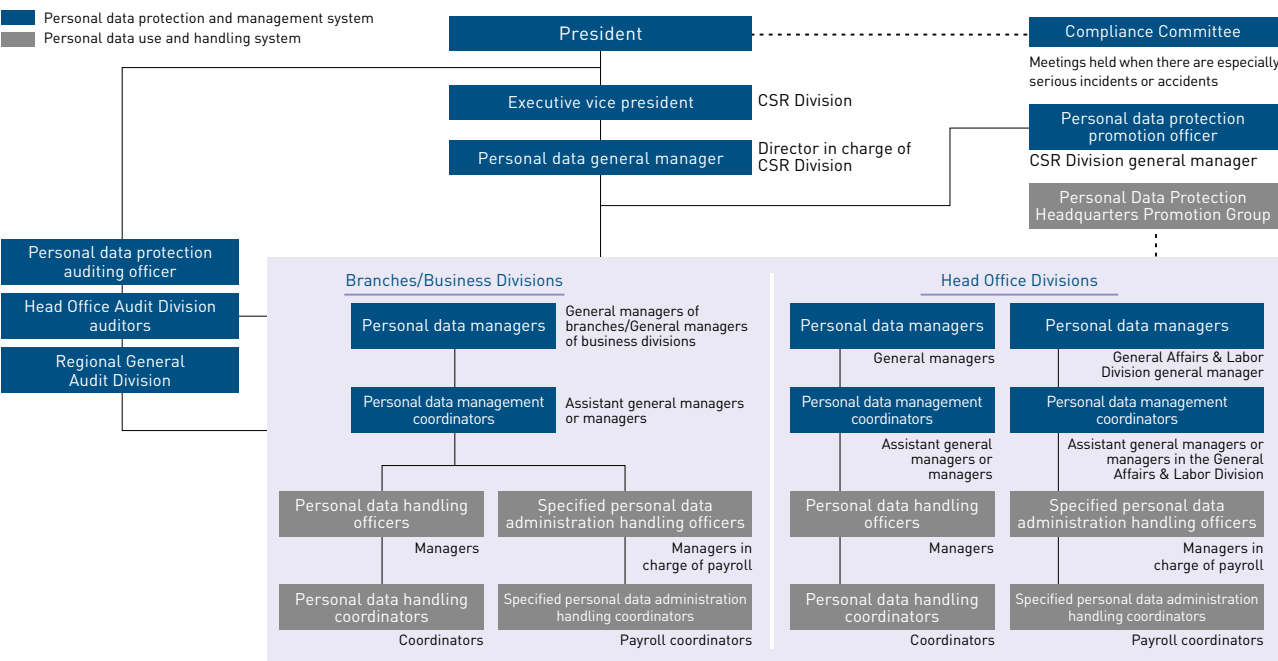 Personal data protection and management system
Personal data use and handling system
President
Compliance Committee
Meetings held when there are especially
serious incidents or accidents
Executive vice president
CSR Division
Personal data protection
promotion officer
CSR Division general manager
Personal data general manager
Director in charge of
CSR Division
Personal Data Protection
Headquarters Promotion Group
Personal data protection
auditing officer
Head Office Audit Division
auditors
Regional General
Audit Division
Branches/Business Divisions
Personal data managers
General managers of
branches/General managers
of business divisions
Personal data management
coordinators
Assistant general managers
or managers
Personal data handling
officers
Managers
Specified personal data
administration handling officers
Managers in
charge of payroll
Personal data handling
coordinators
Coordinators
Specified personal data administration
handling coordinators
Payroll coordinators
Head Office Divisions
Personal data managers
General managers
Personal data managers
General Affairs & Labor
Division general manager
Personal data management
coordinators
Assistant general
managers or
managers
Personal data management
coordinators
Assistant general managers or
managers in the General
Affairs & Labor Division
Personal data handling
officers
Managers
Specified personal data
administration handling officers
Managers in
charge of payroll
Personal data handling
coordinators
Coordinators
Specified personal data administration
handling coordinators
Payroll coordinators